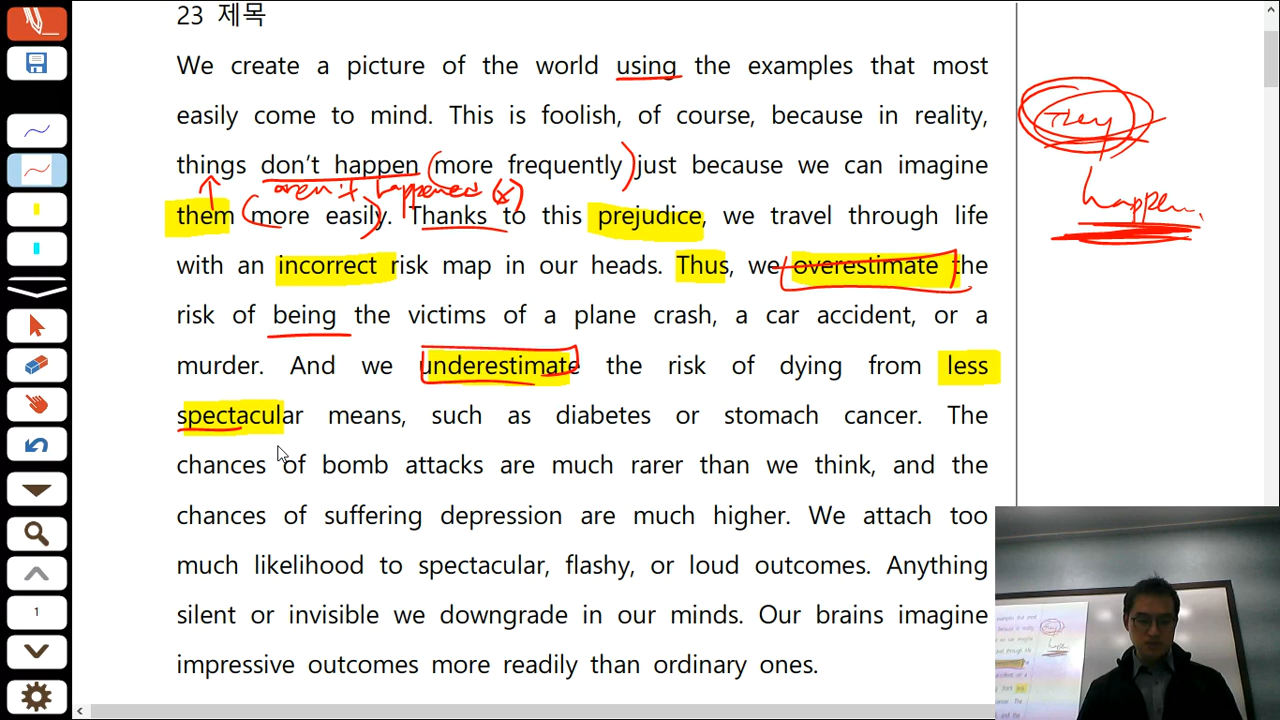 23 제목
We create a picture of the world using the examples that most
easily come to mind. This is foolish, of course, because in reality,
things don't happen (more frequently) just because we can imagine
aren't happened (x)
them (more easily). Thanks to this prejudice, we travel through life
with an incorrect risk map in our heads. Thus, we overestimate the
risk of being the victims of a plane crash, a car accident, or a
murder. And we underestimate the risk of dying from less
spectacular means, such as diabetes or stomach cancer. The
chances of bomb attacks are much rarer than we think, and the
chances of suffering depression are much higher. We attach too
much likelihood to spectacular, flashy, or loud outcomes. Anything
silent or invisible we downgrade in our minds. Our brains imagine
impressive outcomes more readily than ordinary ones.
They
happen.
1